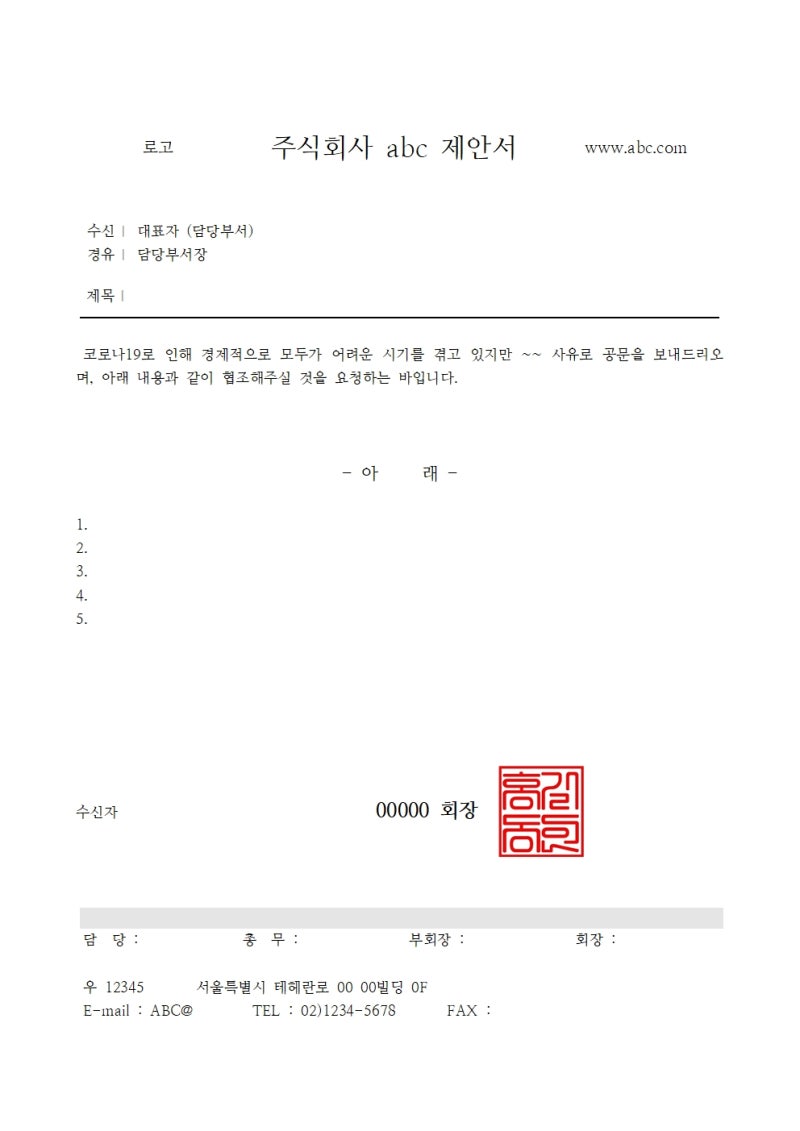 로고 주식회사 abc 제안서 www.abc.com
수신 | 대표자 (담당부서)
경유 | 담당부서장
제목 |
코로나19로 인해 경제적으로 모두가 어려운 시기를 겪고 있지만 ~~ 사유로 공문을 보내드리오
며, 아래 내용과 같이 협조해주실 것을 요청하는 바입니다.
- 아 래 -
1.
2.
3.
4.
5.
수신자 00000 회장
담 당 : 총 무 : 부회장 : 회장 :
우 12345 서울특별시 테헤란로 00 00빌딩 0F
E-mail : ABC@ TEL : 02)1234-5678 FAX :